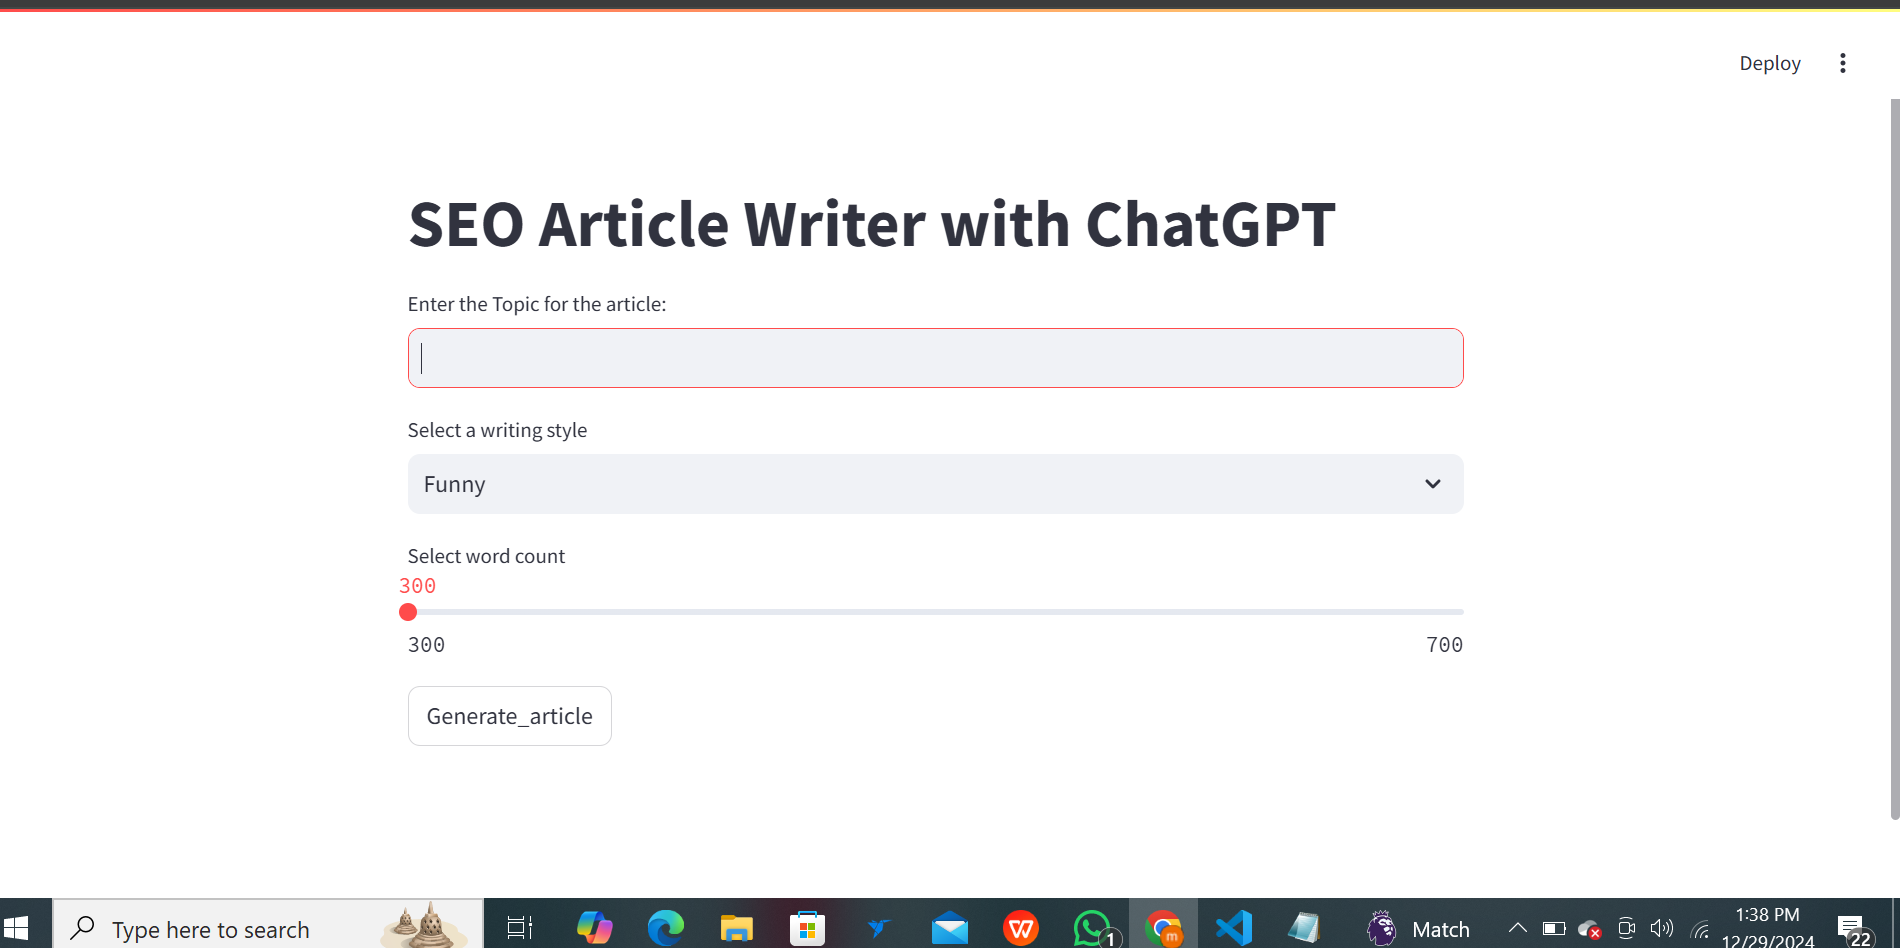 Deploy
SEO Article Writer with ChatGPT
Enter the Topic for the article:
Select a writing style
Funny
Select word count
300
300 700
Generate_article
Type here to search
W
1
m
Match
1:38 PM
12/29/2024
22